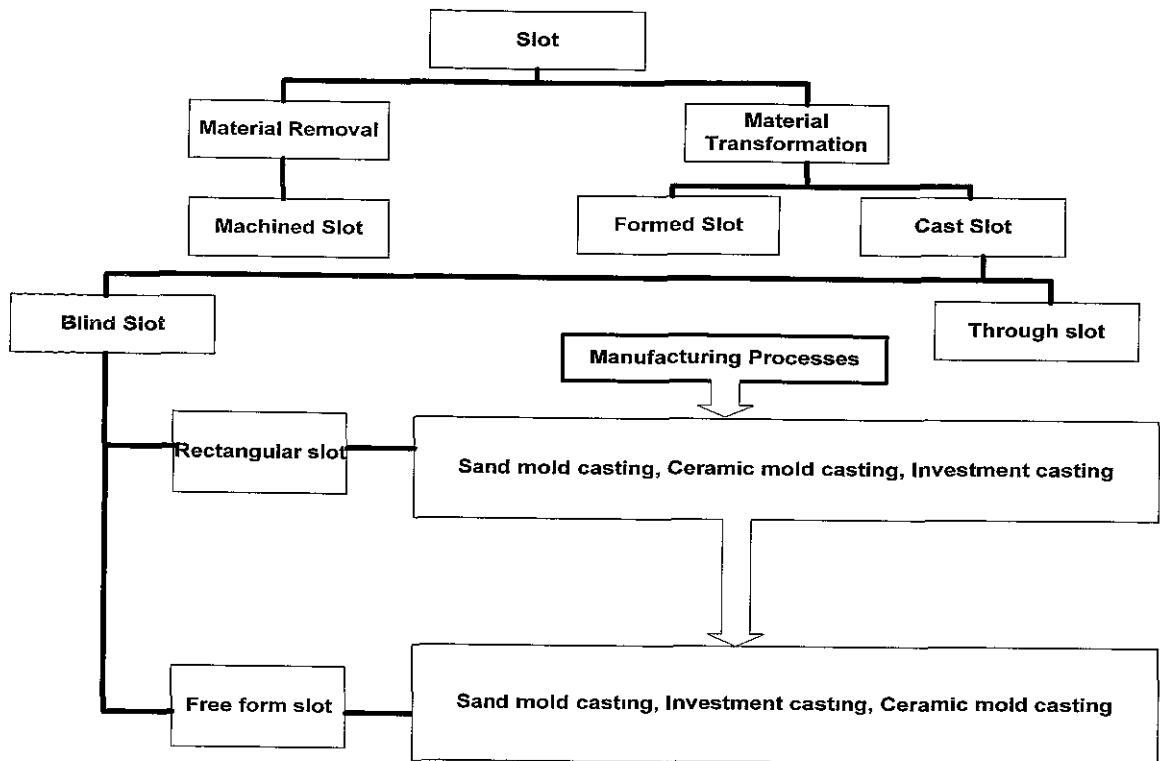 Slot
Material Removal
Material
Transformation
Machined Slot
Formed Slot
Cast Slot
Blind Slot
Through slot
Manufacturing Processes
Rectangular slot
Sand mold casting, Ceramic mold casting, Investment casting
Free form slot
Sand mold casting, Investment casting, Ceramic mold casting